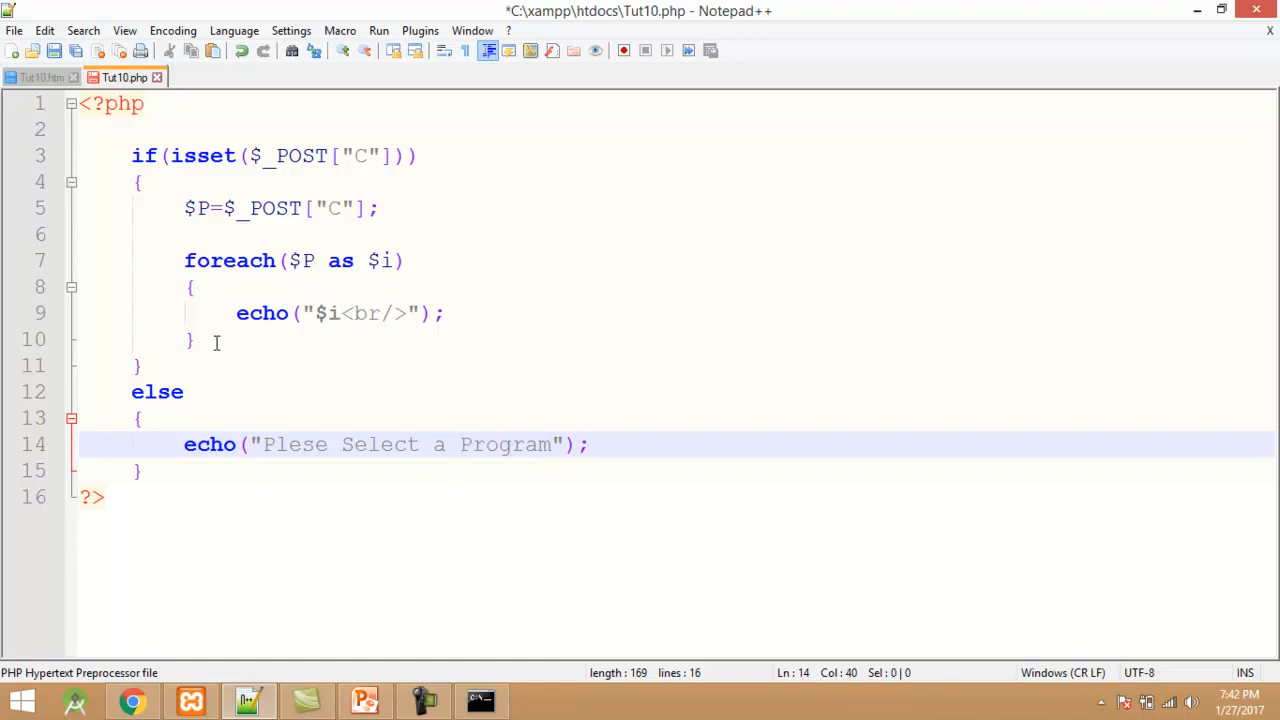 *C:\xampp\htdocs\Tut10.php - Notepad++
File Edit Search View Encoding Language Settings Macro Run Plugins Window ? X
Tut10.htm Tut10.php
1 <?php
2
3 if(isset($_POST["C"]))
4 {
5 $P=$_POST["C"];
6
7 foreach($P as $i)
8 {
9 echo("$i<br/>");
10 }
11 }
12 else
13 {
14 echo("Plese Select a Program");
15 }
16 ?>
PHP Hypertext Preprocessor file length : 169 lines : 16 Ln : 14 Col : 40 Sel : 0 | 0 Windows (CR LF) UTF-8 INS
7:42 PM
1/27/2017